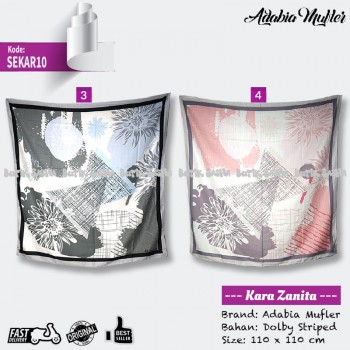 Adabia Mufler
Kode:
SEKAR10
3
4
--- Kara Zanita ---
Brand: Adabia Mufler
Bahan: Dolby Striped
Size: 110 x 110 cm
FAST
DELIVERY
ORIGINAL
BEST
SELLER